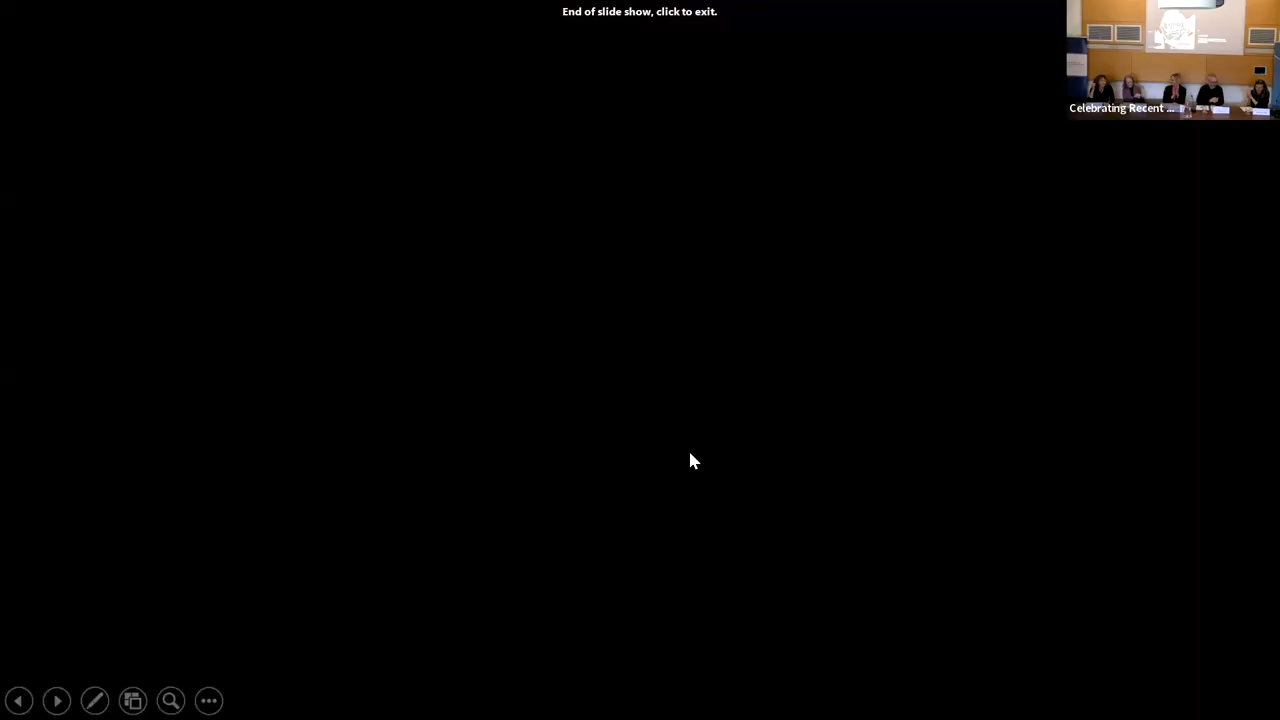 End of slide show, click to exit.
Celebrating Recent ...